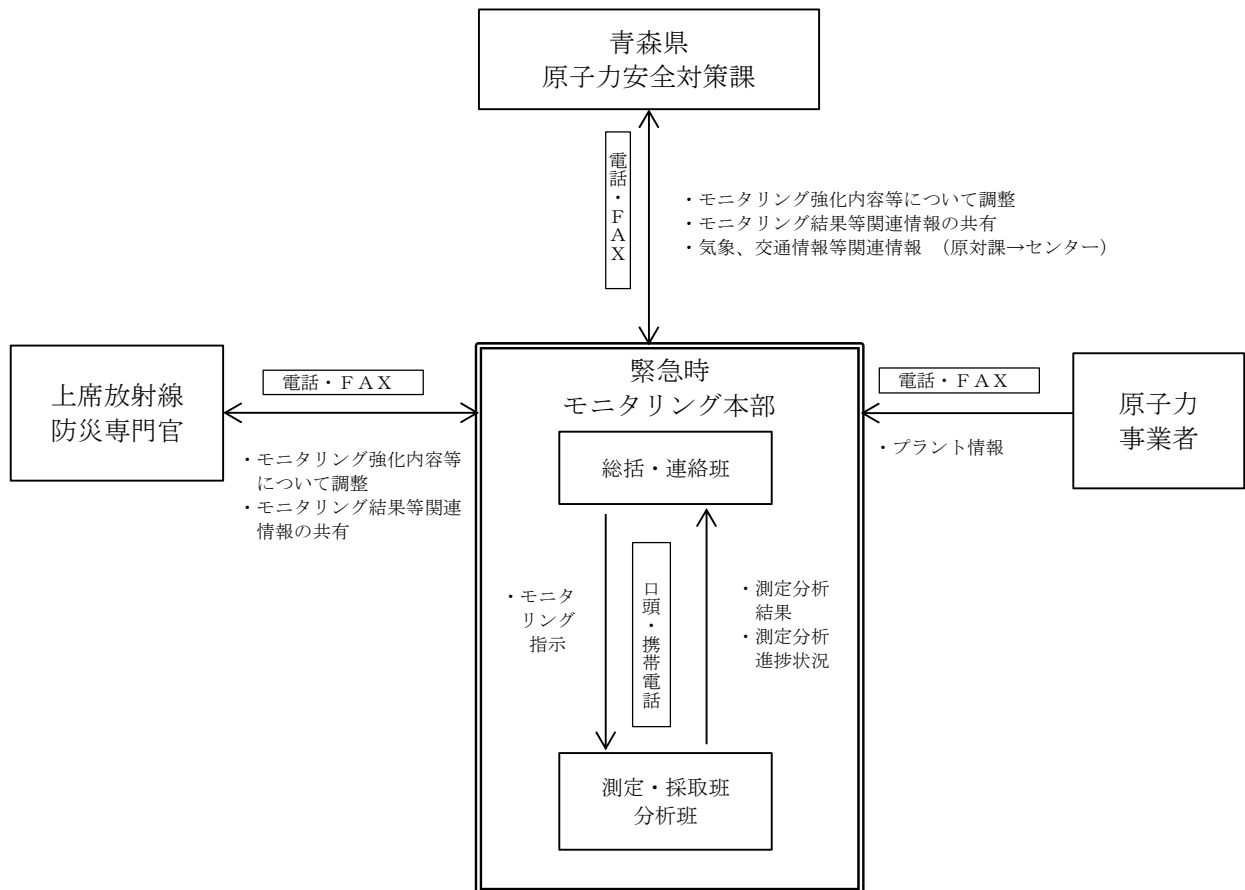 青森県
原子力安全対策課
電話・ＦＡＸ
・モニタリング強化内容等について調整
・モニタリング結果等関連情報の共有
・気象、交通情報等関連情報　（原対課→センター）
上席放射線
防災専門官
電話・ＦＡＸ
・モニタリング強化内容等
について調整
・モニタリング結果等関連
情報の共有
緊急時
モニタリング本部
総括・連絡班
・モニタ
リング
指示
口頭・携帯電話
・測定分析
結果
・測定分析
進捗状況
測定・採取班
分析班
電話・ＦＡＸ
・プラント情報
原子力
事業者